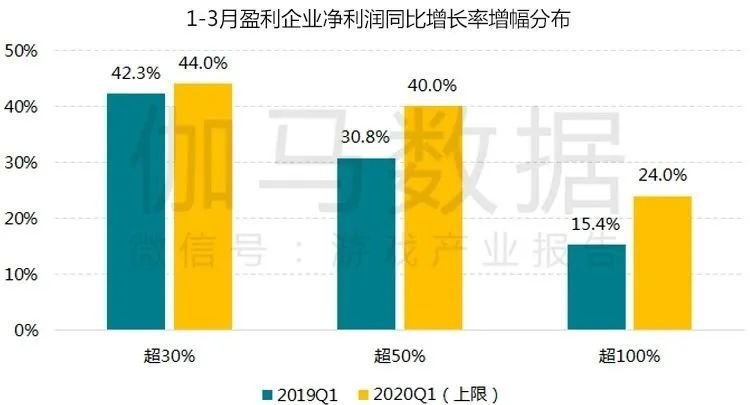 1-3月盈利企业净利润同比增长率增幅分布
50%
40%
30%
20%
10%
0%
42.3%
44.0%
30.8%
40.0%
15.4%
24.0%
伽马数据
微信号：游戏产业报告
超30%
超50%
超100%
2019Q1
2020Q1（上限）